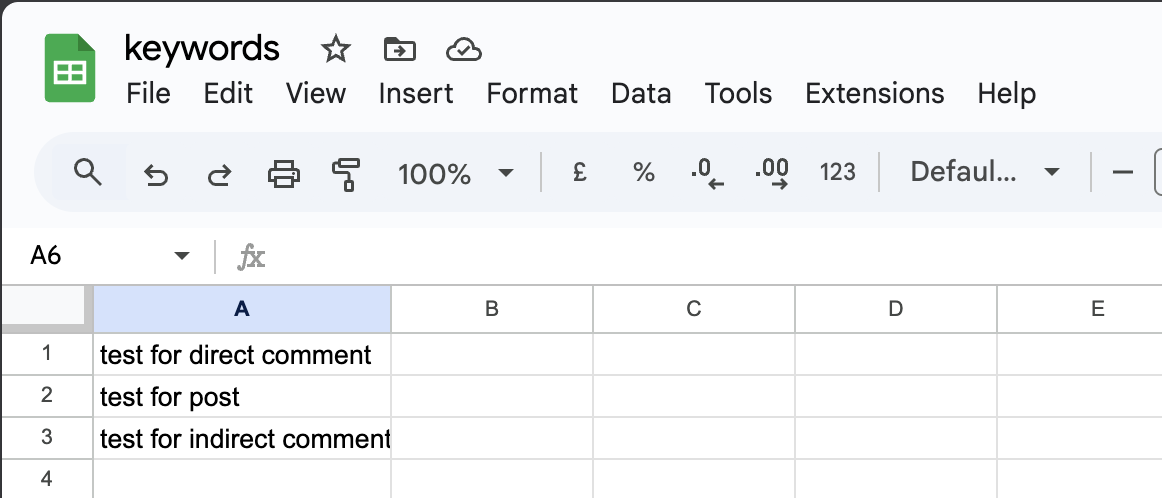 keywords
File Edit View Insert Format Data Tools Extensions Help
100% £ % .0 .00 123 Defaul...
A6 fx
A B C D E
1 test for direct comment
2 test for post
3 test for indirect comment
4